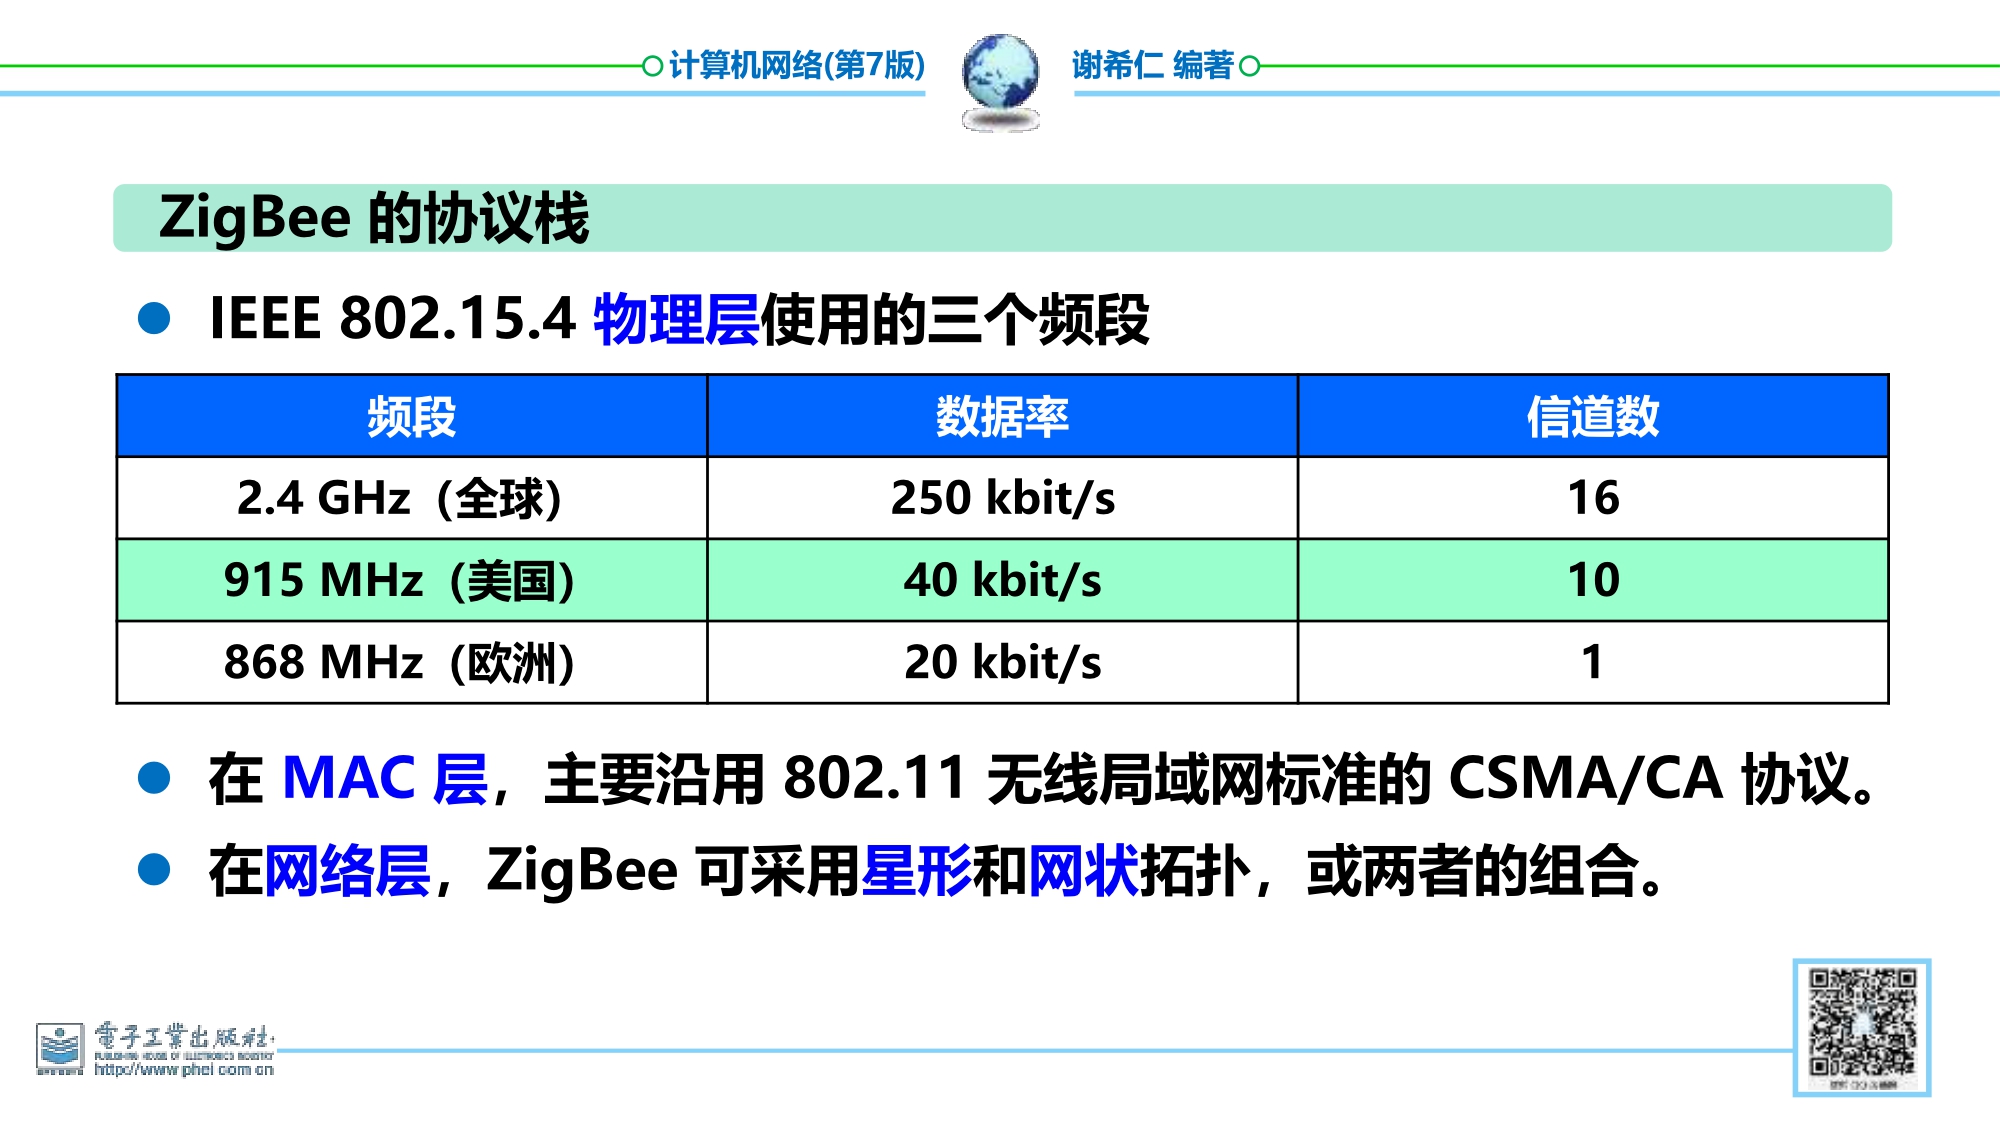 计算机网络(第7版) 谢希仁 编著
ZigBee 的协议栈
IEEE 802.15.4 物理层使用的三个频段
频段 数据率 信道数
2.4 GHz（全球） 250 kbit/s 16
915 MHz（美国） 40 kbit/s 10
868 MHz（欧洲） 20 kbit/s 1
在 MAC 层，主要沿用 802.11 无线局域网标准的 CSMA/CA 协议。
在网络层，ZigBee 可采用星形和网状拓扑，或两者的组合。
電子工業出版社
PUBLISHING HOUSE OF ELECTRONICS INDUSTRY
http://www.phei.com.cn